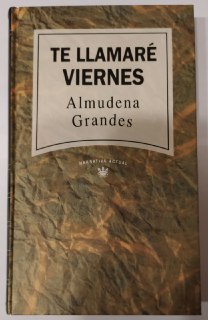 TE LLAMARÉ
VIERNES
Almudena
Grandes
NARRATIVA ACTUAL